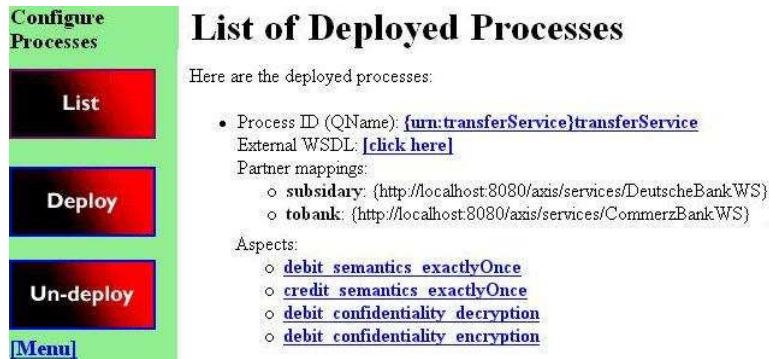 Configure
Processes
List
Deploy
Un-deploy
[Menu]
List of Deployed Processes
Here are the deployed processes:
Process ID (QName): {urn:transferService}transferService
External WSDL: [click here]
Partner mappings:
subsidary: {http://localhost:8080/axis/services/DeutscheBankWS}
tobank: {http://localhost:8080/axis/services/CommerzBankWS}
Aspects:
debit semantics exactlyOnce
credit semantics exactlyOnce
debit confidentiality decryption
debit confidentiality encryption